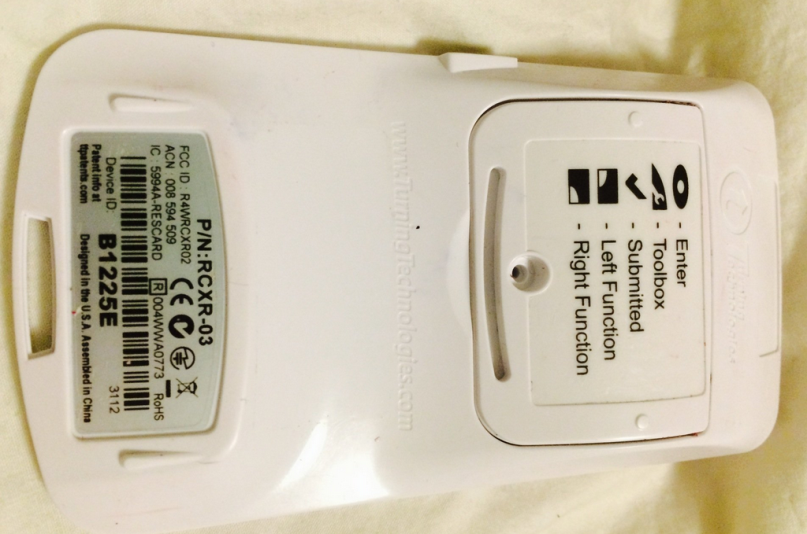 Turning
Technologies
- Enter
- Toolbox
- Submitted
- Left Function
- Right Function
www.TurningTechnologies.com
P/N:RCXR-03
FCC ID : R4WRCXR02
ACN : 008 594 509
IC : 5994A-RESCARD
R 004WWA0773
RoHS
3112
Device ID:
B1225E
Patent info at
ttpatents.com
Designed in the U.S.A. Assembled in China